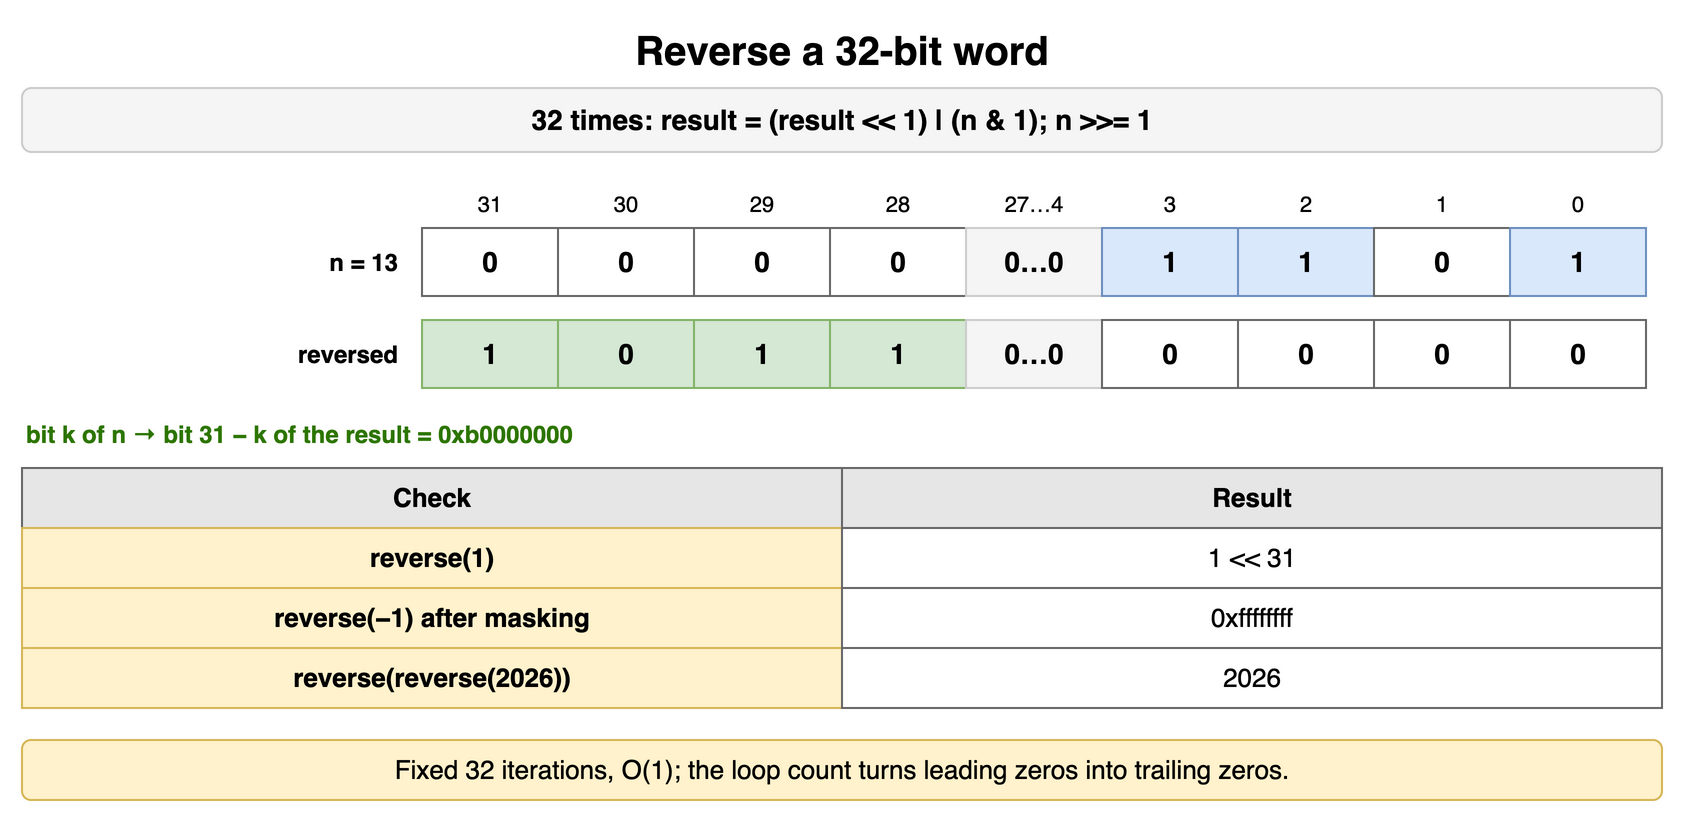 Reverse a 32-bit word
32 times: result = (result << 1) | (n & 1); n >>= 1
31 30 29 28 27…4 3 2 1 0
n = 13 0 0 0 0 0…0 1 1 0 1
reversed 1 0 1 1 0…0 0 0 0 0
bit k of n → bit 31 − k of the result = 0xb0000000
Check Result
reverse(1) 1 << 31
reverse(−1) after masking 0xffffffff
reverse(reverse(2026)) 2026
Fixed 32 iterations, O(1); the loop count turns leading zeros into trailing zeros.